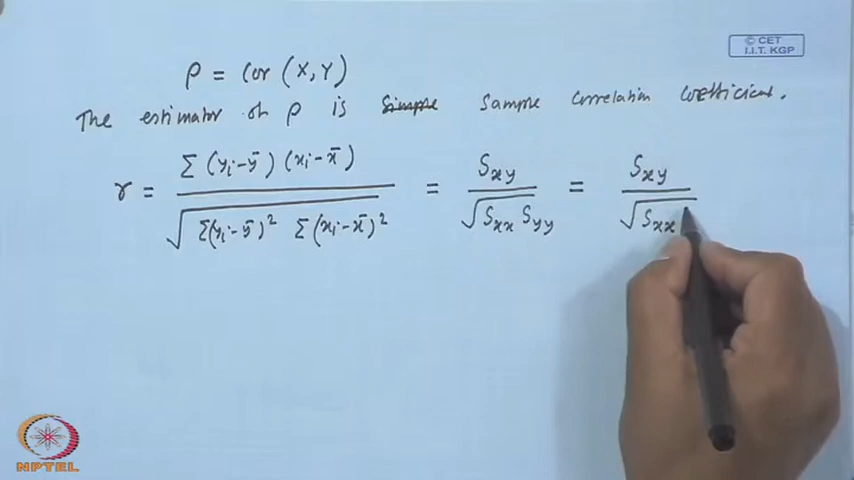 © CET
I.I.T. KGP
ρ = Cor (X, Y)
The estimator of ρ is ~~Simple~~ Sample Correlation Coefficient.
r = Σ (yᵢ-ȳ) (xᵢ-x̄) / √(Σ(yᵢ-ȳ)² Σ(xᵢ-x̄)²) = Sxy / √(Sxx Syy) = Sxy / √(Sxx
NPTEL